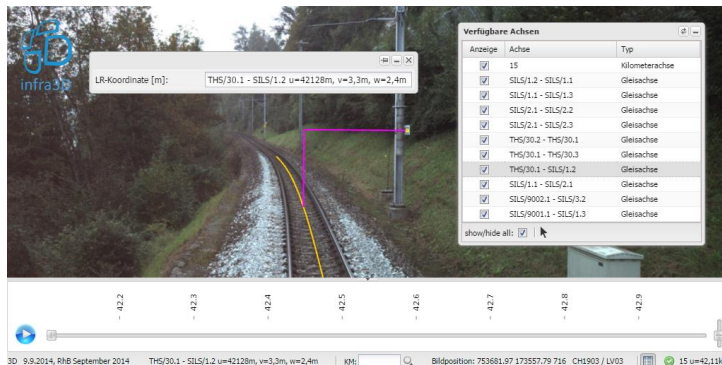 infra3D
LR-Koordinate [m]: THS/30.1 - SILS/1.2 u=42128m, v=3,3m, w=2,4m
Verfügbare Achsen
Anzeige Achse Typ
15 Kilometerachse
SILS/1.2 - SILS/1.1 Gleisachse
SILS/1.1 - SILS/1.3 Gleisachse
SILS/2.1 - SILS/2.2 Gleisachse
SILS/2.1 - SILS/2.3 Gleisachse
THS/30.2 - THS/30.1 Gleisachse
THS/30.1 - THS/30.3 Gleisachse
THS/30.1 - SILS/1.2 Gleisachse
SILS/1.1 - SILS/2.1 Gleisachse
SILS/9002.1 - SILS/3.2 Gleisachse
SILS/9001.1 - SILS/1.3 Gleisachse
show/hide all:
42.2 42.3 42.4 42.5 42.6 42.7 42.8 42.9
3D 9.9.2014, RhB September 2014 THS/30.1 - SILS/1.2 u=42128m, v=3,3m, w=2,4m KM: Bildposition: 753681.97 173557.79 716 CH1903 / LV03 15 u=42,11k